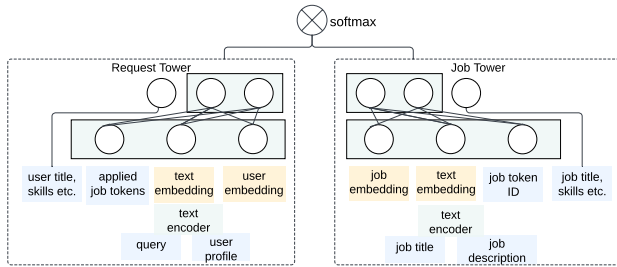 softmax
Request Tower
Job Tower
user title,
skills etc.
applied
job tokens
text
embedding
user
embedding
job
embedding
text
embedding
job token
ID
job title,
skills etc.
text
encoder
text
encoder
query
user
profile
job title
job
description